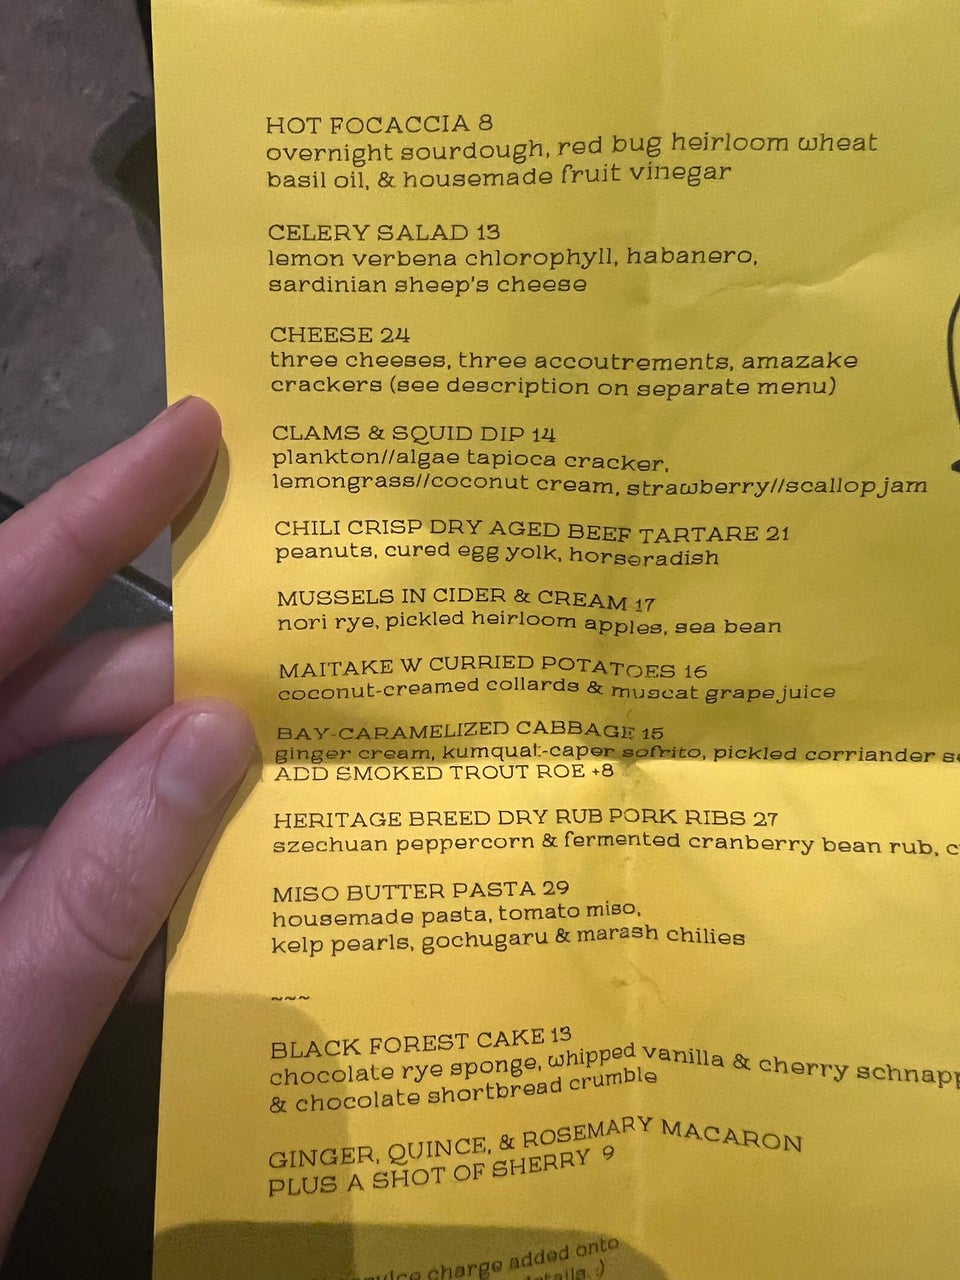 HOT FOCACCIA 8
overnight sourdough, red bug heirloom wheat
basil oil, & housemade fruit vinegar
CELERY SALAD 13
lemon verbena chlorophyll, habanero,
sardinian sheep's cheese
CHEESE 24
three cheeses, three accoutrements, amazake
crackers (see description on separate menu)
CLAMS & SQUID DIP 14
plankton//algae tapioca cracker,
lemongrass//coconut cream, strawberry//scallop jam
CHILI CRISP DRY AGED BEEF TARTARE 21
peanuts, cured egg yolk, horseradish
MUSSELS IN CIDER & CREAM 17
nori rye, pickled heirloom apples, sea bean
MAITAKE W CURRIED POTATOES 16
coconut-creamed collards & muscat grape juice
BAY-CARAMELIZED CABBAGE 15
ginger cream, kumquat-caper sofrito, pickled corriander
ADD SMOKED TROUT ROE +8
HERITAGE BREED DRY RUB PORK RIBS 27
szechuan peppercorn & fermented cranberry bean rub,
MISO BUTTER PASTA 29
housemade pasta, tomato miso,
kelp pearls, gochugaru & marash chilies
~~~
BLACK FOREST CAKE 13
chocolate rye sponge, whipped vanilla & cherry schnapp
& chocolate shortbread crumble
GINGER, QUINCE, & ROSEMARY MACARON
PLUS A SHOT OF SHERRY 9
charge added onto
:)